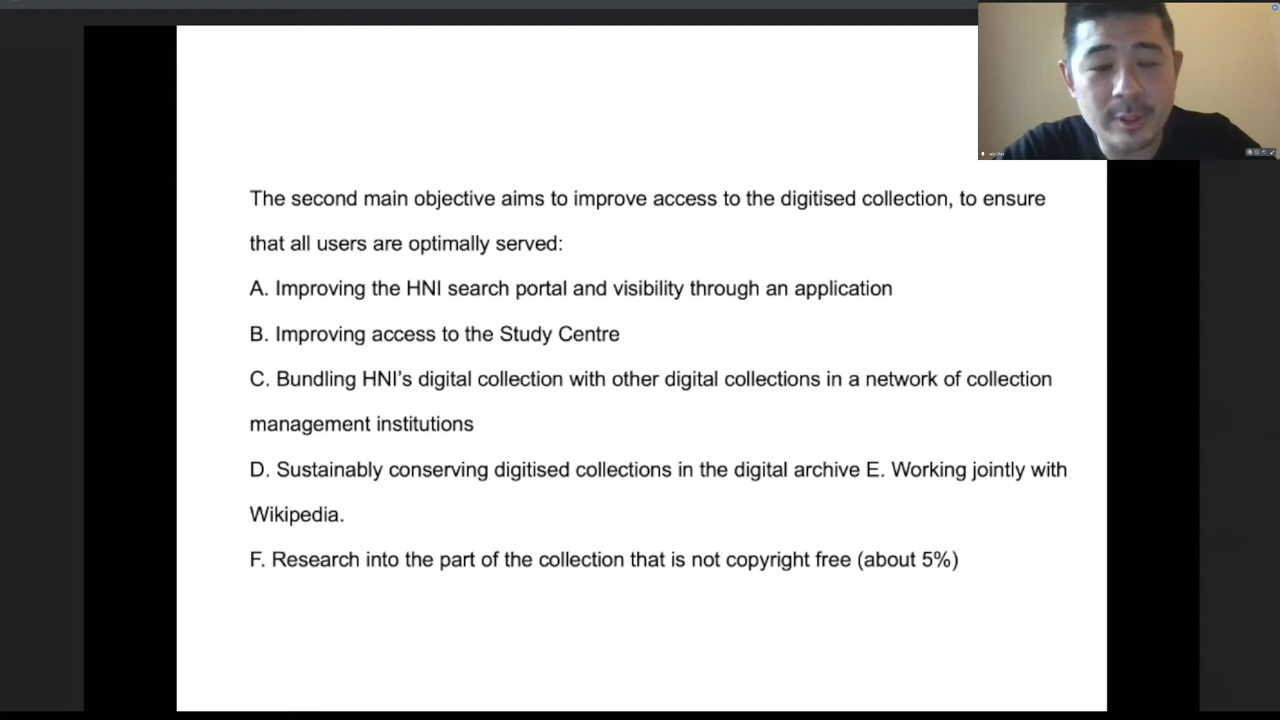 The second main objective aims to improve access to the digitised collection, to ensure
that all users are optimally served:
A. Improving the HNI search portal and visibility through an application
B. Improving access to the Study Centre
C. Bundling HNI’s digital collection with other digital collections in a network of collection
management institutions
D. Sustainably conserving digitised collections in the digital archive E. Working jointly with
Wikipedia.
F. Research into the part of the collection that is not copyright free (about 5%)